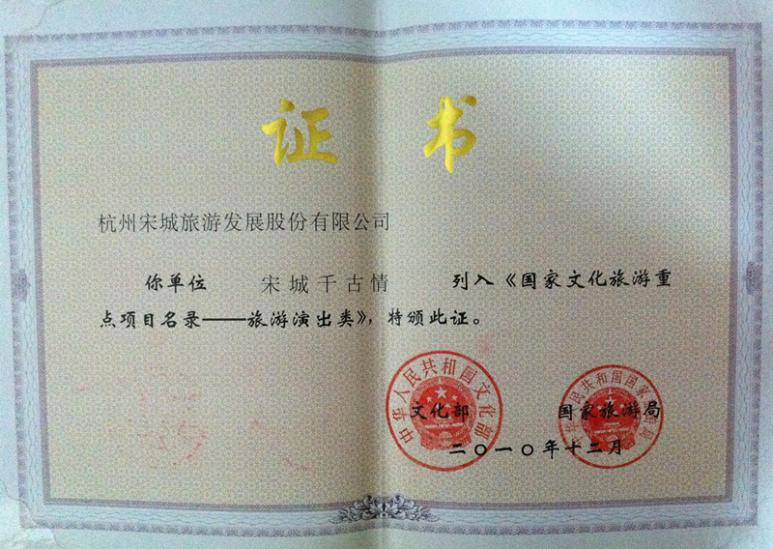 证书
杭州宋城旅游发展股份有限公司
你单位 宋城千古情 列入《国家文化旅游重
点项目名录——旅游演出类》，特颁此证。
中华人民共和国文化部
文化部
中华人民共和国国家旅游局
国家旅游局
二〇一〇年十二月